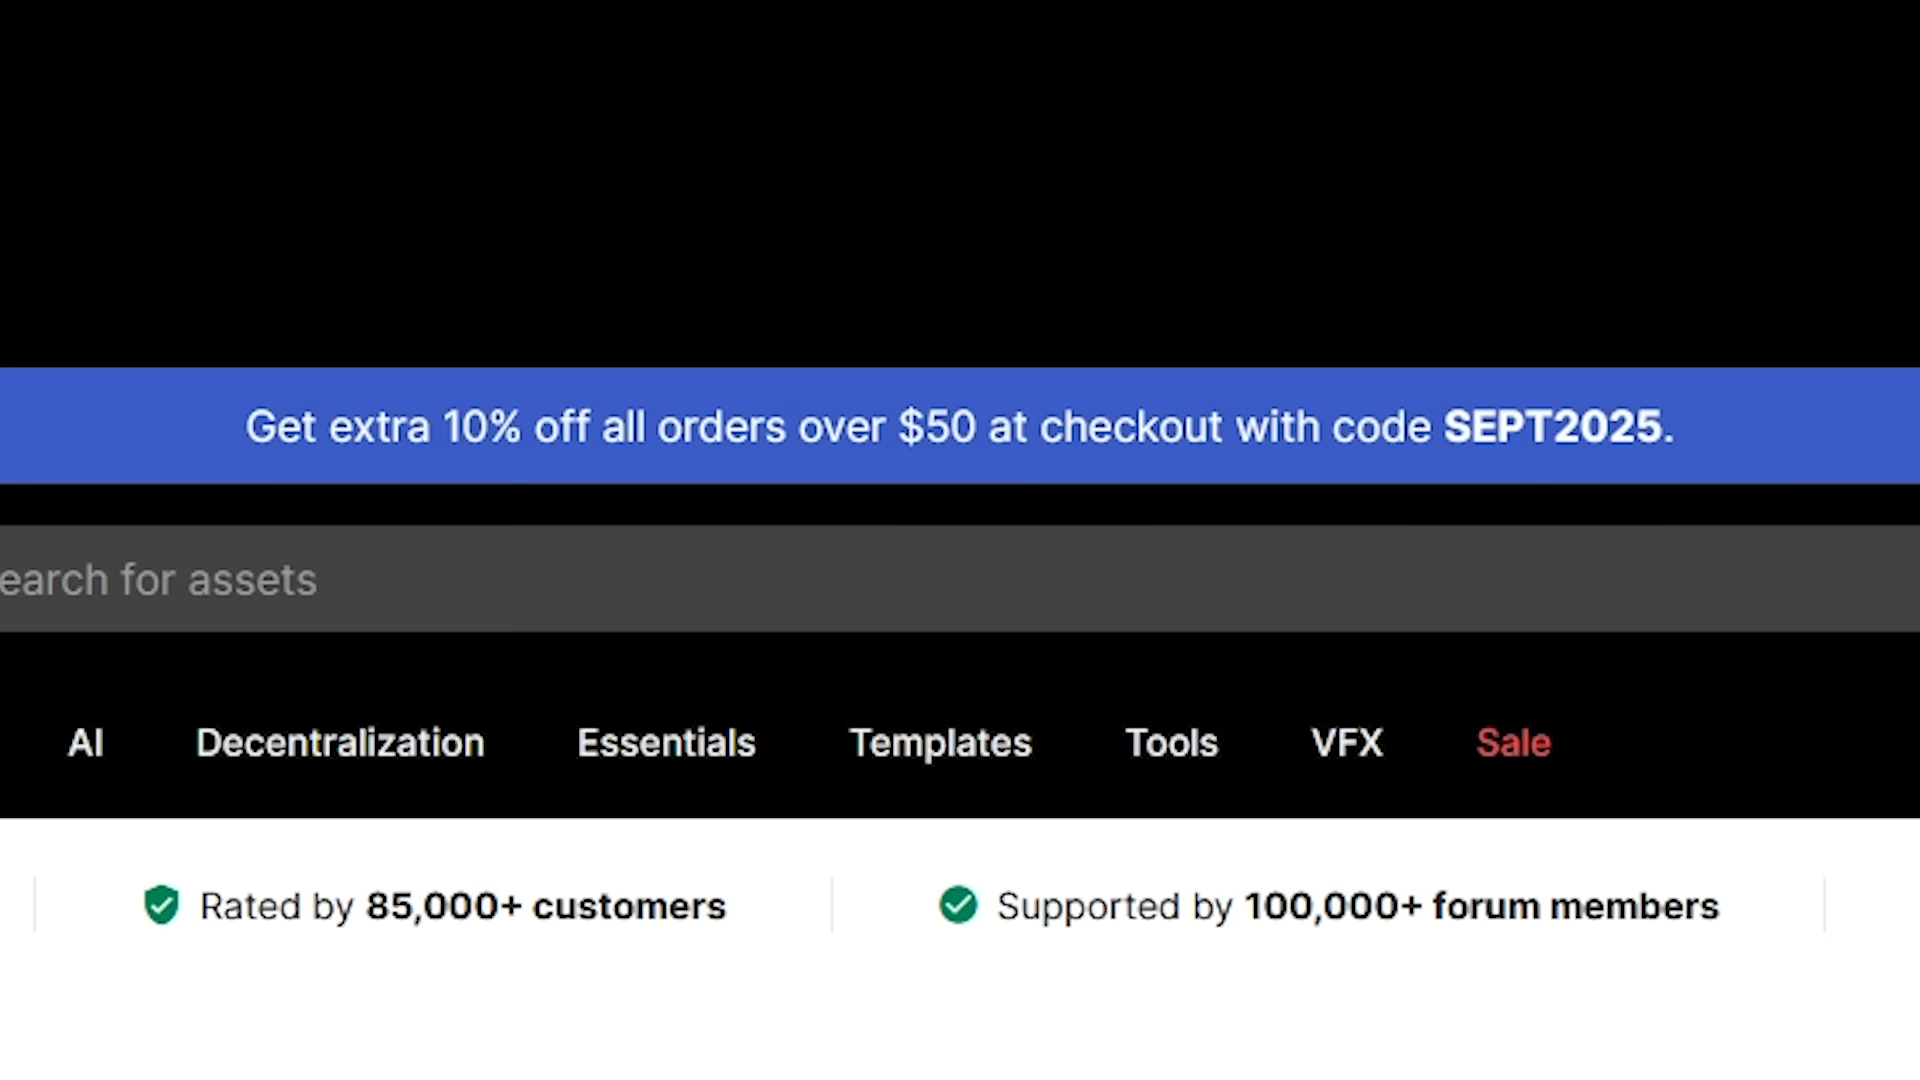 Get extra 10% off all orders over $50 at checkout with code SEPT2025.
earch for assets
AI Decentralization Essentials Templates Tools VFX Sale
Rated by 85,000+ customers Supported by 100,000+ forum members